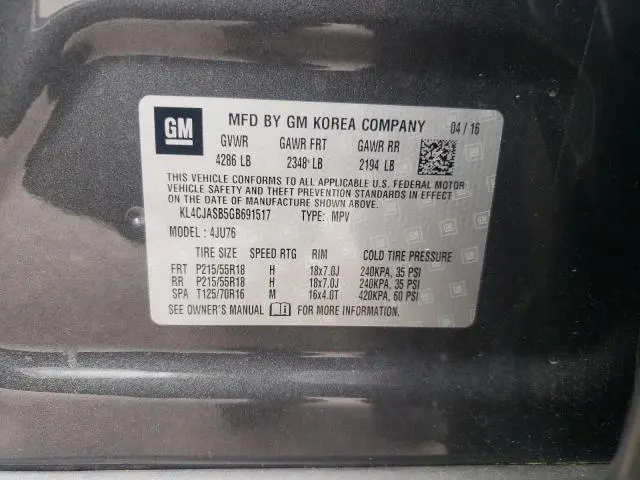 GM
MFD BY GM KOREA COMPANY 04 / 16
GVWR GAWR FRT GAWR RR
4286 LB 2348 LB 2194 LB
THIS VEHICLE CONFORMS TO ALL APPLICABLE U.S. FEDERAL MOTOR
VEHICLE SAFETY AND THEFT PREVENTION STANDARDS IN EFFECT
ON THE DATE OF MANUFACTURE SHOWN ABOVE.
KL4CJASB5GB691517 TYPE: MPV
MODEL : 4JU76
TIRE SIZE SPEED RTG RIM COLD TIRE PRESSURE
FRT P215/55R18 H 18x7.0J 240KPA, 35 PSI
RR P215/55R18 H 18x7.0J 240KPA, 35 PSI
SPA T125/70R16 M 16x4.0T 420KPA, 60 PSI
SEE OWNER'S MANUAL FOR MORE INFORMATION.